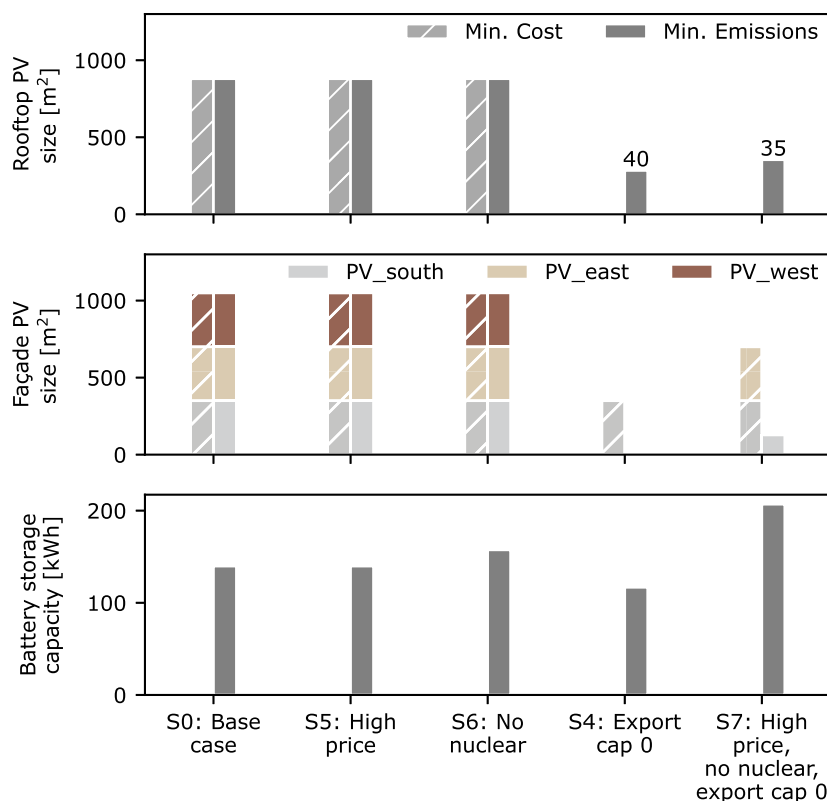 Rooftop PV
size [m²]
1000
500
0
Min. Cost
Min. Emissions
40
35
Façade PV
size [m²]
1000
500
0
PV_south
PV_east
PV_west
Battery storage
capacity [kWh]
200
100
0
S0: Base
case
S5: High
price
S6: No
nuclear
S4: Export
cap 0
S7: High
price,
no nuclear,
export cap 0